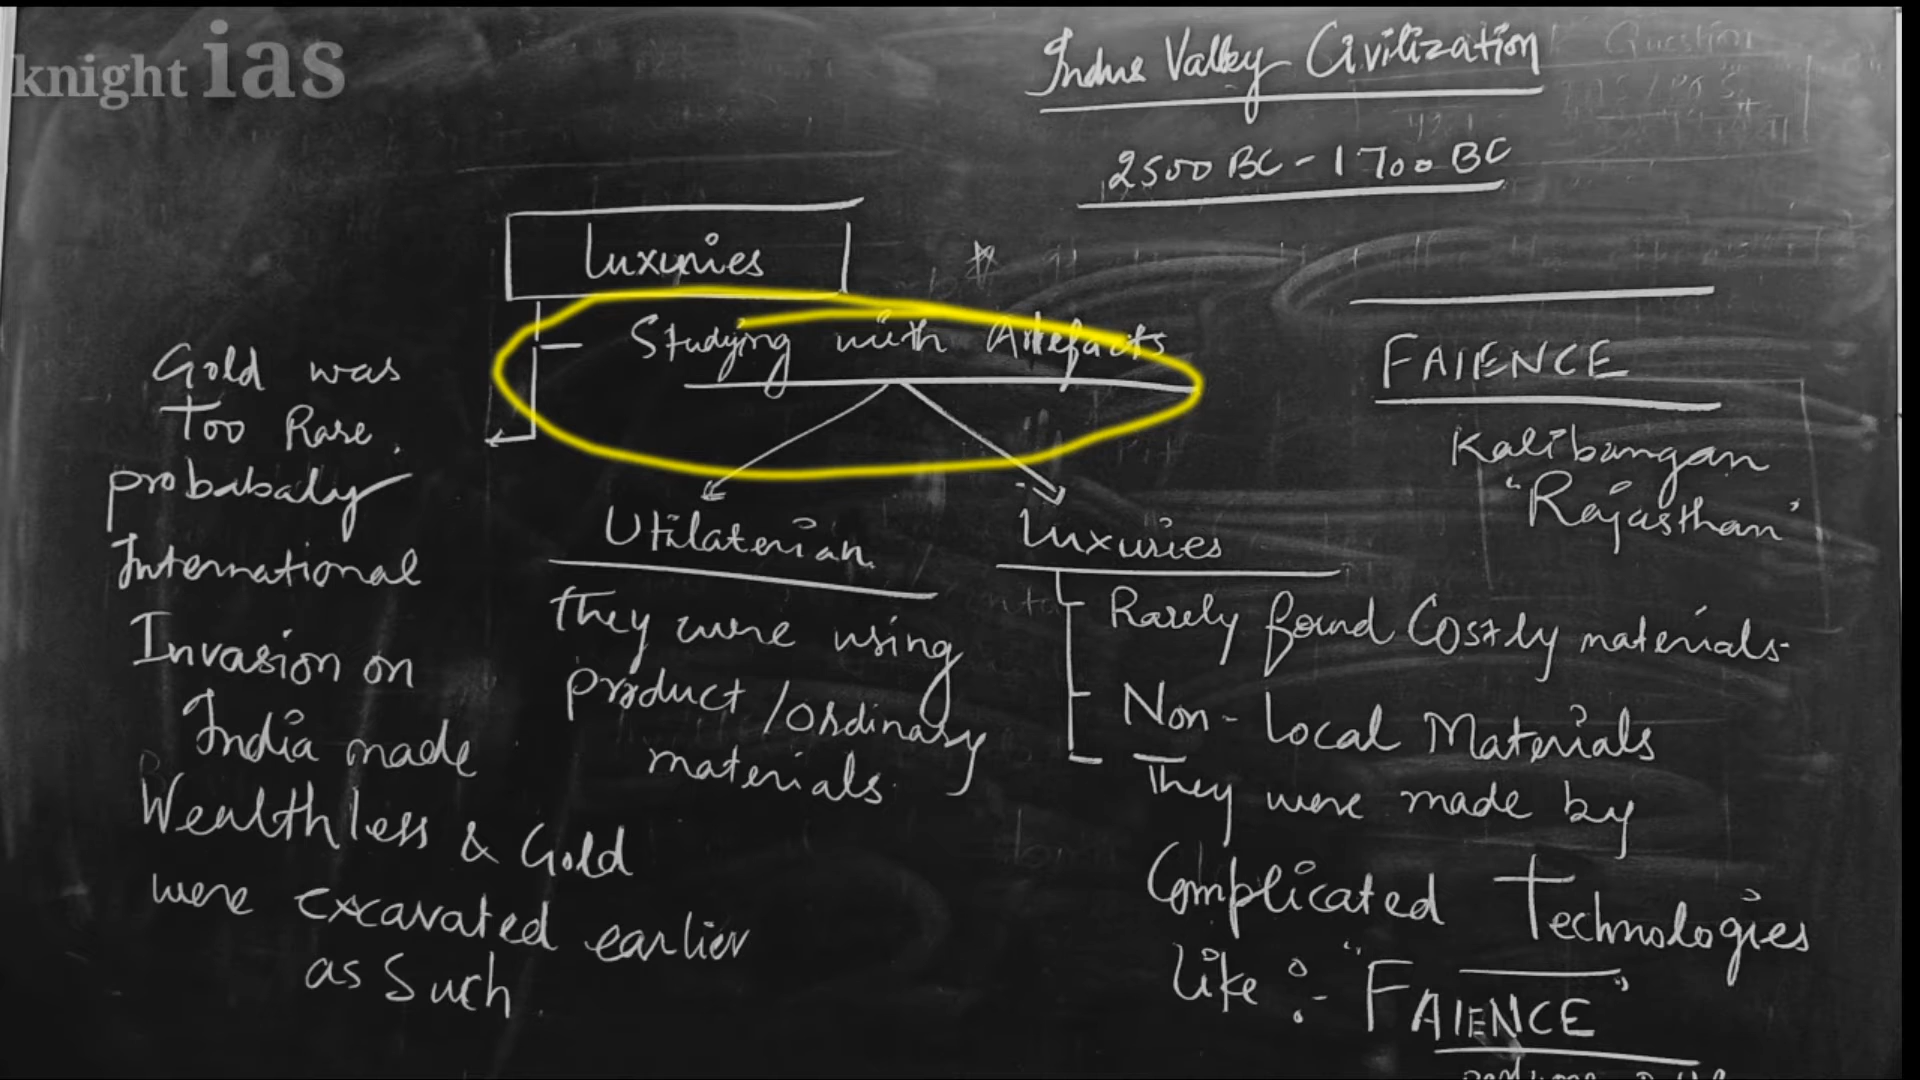 knight ias
Indus Valley Civilization
2500 BC - 1700 BC
Luxuries
Studying with Artefacts
Gold was
Too Rare.
probabaly
International
Invasion on
India made
Wealthless & Gold
were excavated earlier
as Such.
Utilaterian
They were using
product / ordinary
materials.
Luxuries
Rarely found Costly materials-
Non-Local Materials
They were made by
Complicated Technologies
like :- "FAIENCE"
FAIENCE
Kalibangan
"Rajasthan"
Question